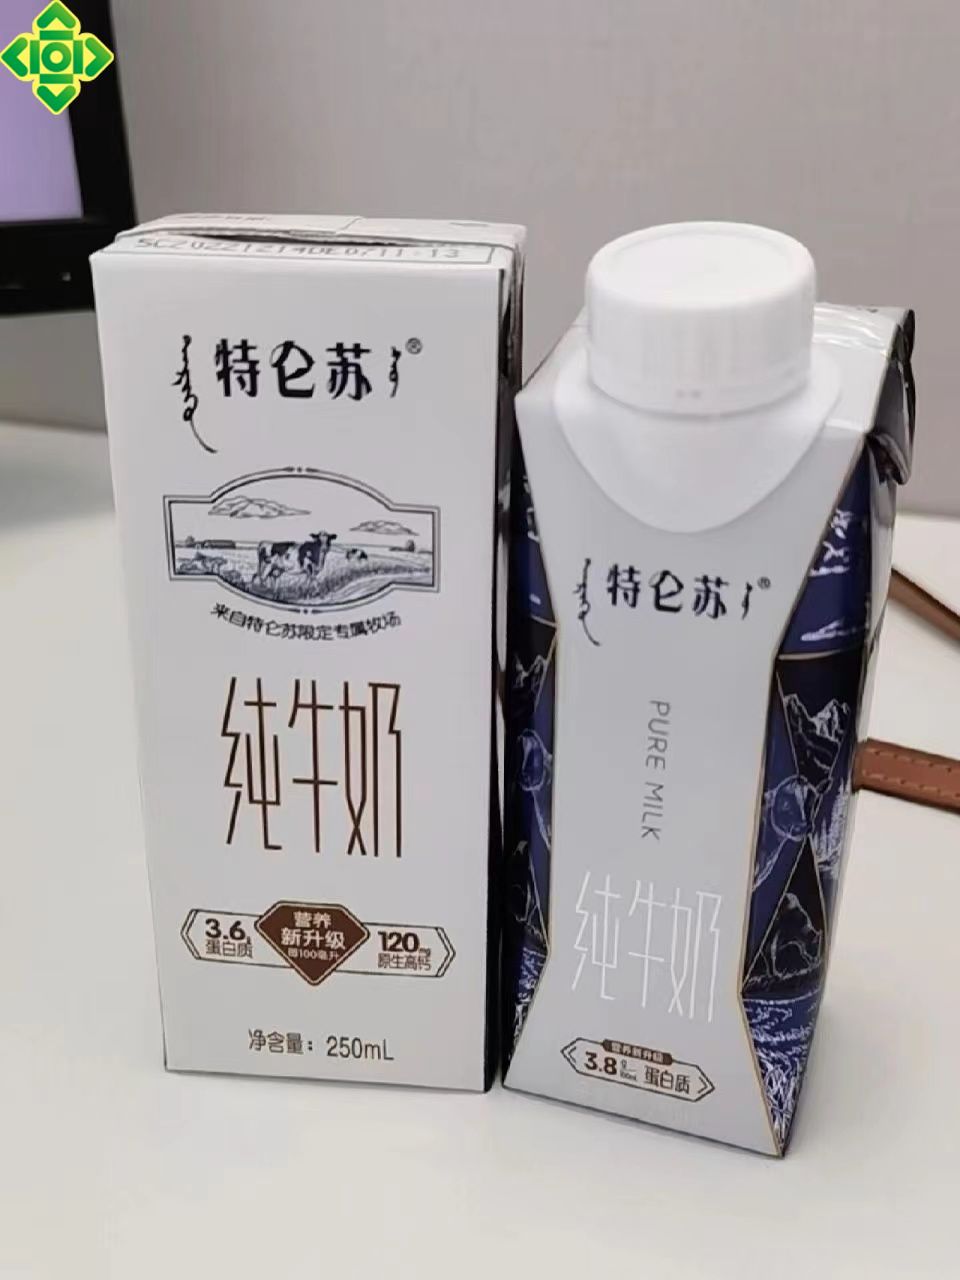 SC20221214DE0711:13
特仑苏®
来自特仑苏限定专属牧场
纯牛奶
营养
新升级
每100毫升
3.6g
蛋白质
120mg
原生高钙
净含量：250mL
特仑苏®
PURE MILK
纯牛奶
营养新升级
3.8g/100mL 蛋白质